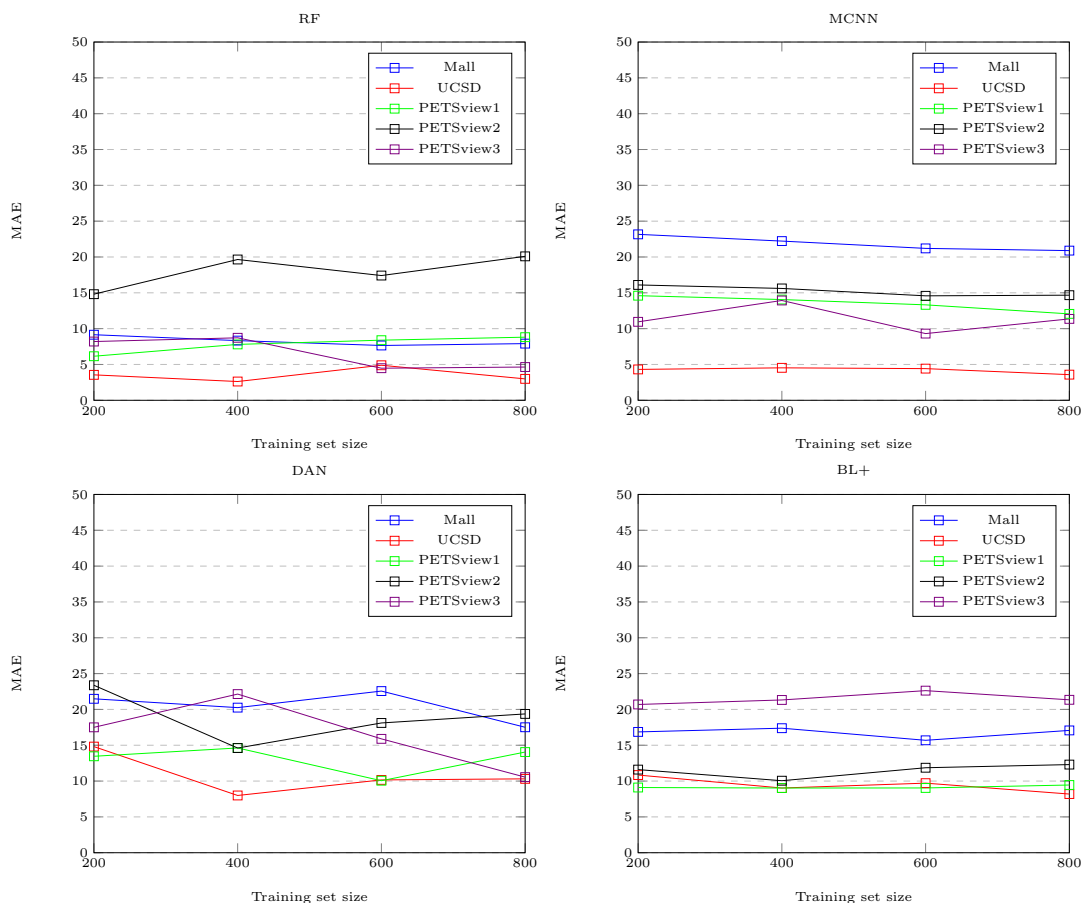 RF
50
45
40
35
30
25
20
15
10
5
0
MAE
200
400
600
800
Training set size
Mall
UCSD
PETSview1
PETSview2
PETSview3
MCNN
50
45
40
35
30
25
20
15
10
5
0
MAE
200
400
600
800
Training set size
Mall
UCSD
PETSview1
PETSview2
PETSview3
DAN
50
45
40
35
30
25
20
15
10
5
0
MAE
200
400
600
800
Training set size
Mall
UCSD
PETSview1
PETSview2
PETSview3
BL+
50
45
40
35
30
25
20
15
10
5
0
MAE
200
400
600
800
Training set size
Mall
UCSD
PETSview1
PETSview2
PETSview3